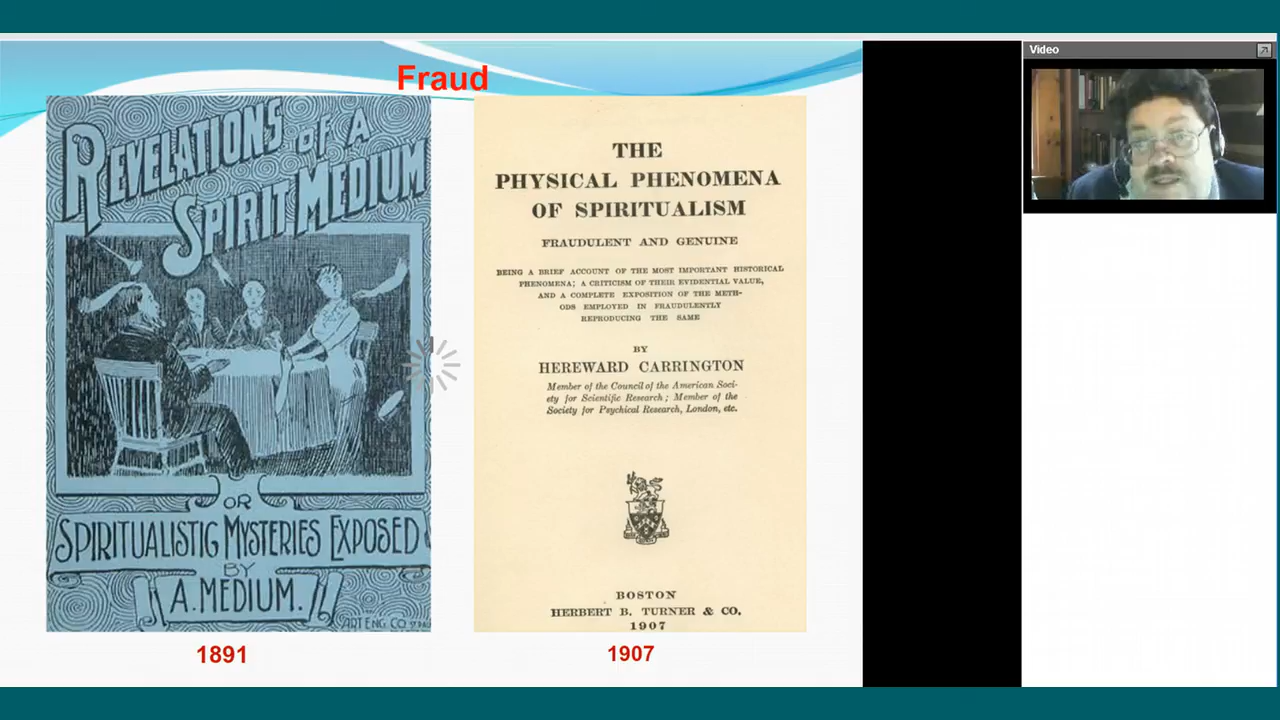 Video
Fraud
REVELATIONS OF A
SPIRIT MEDIUM
OR
SPIRITUALISTIC MYSTERIES EXPOSED
BY
A. MEDIUM.
ART ENG. CO
1891
THE
PHYSICAL PHENOMENA
OF SPIRITUALISM
FRAUDULENT AND GENUINE
BEING A BRIEF ACCOUNT OF THE MOST IMPORTANT HISTORICAL
PHENOMENA; A CRITICISM OF THEIR EVIDENTIAL VALUE,
AND A COMPLETE EXPOSITION OF THE METH-
ODS EMPLOYED IN FRAUDULENTLY
REPRODUCING THE SAME
BY
HEREWARD CARRINGTON
Member of the Council of the American Soci-
ety for Scientific Research; Member of the
Society for Psychical Research, London, etc.
BOSTON
HERBERT B. TURNER & CO.
1907
1907